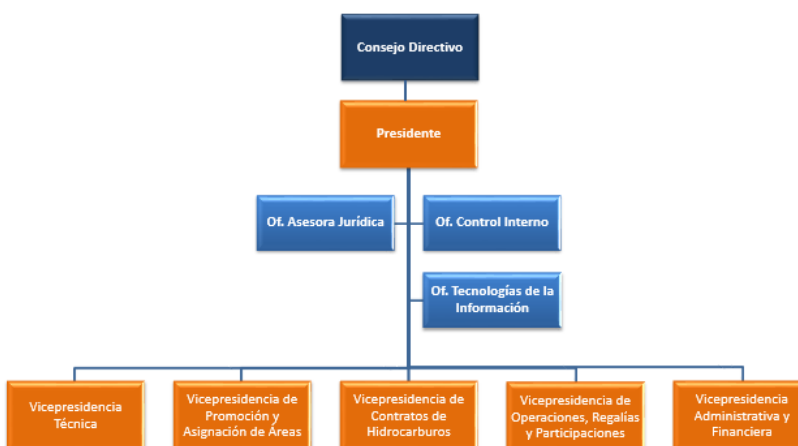 Consejo Directivo
Presidente
Of. Asesora Jurídica
Of. Control Interno
Of. Tecnologías de la
Información
Vicepresidencia
Técnica
Vicepresidencia de
Promoción y
Asignación de Áreas
Vicepresidencia de
Contratos de
Hidrocarburos
Vicepresidencia de
Operaciones, Regalías
y Participaciones
Vicepresidencia
Administrativa y
Financiera